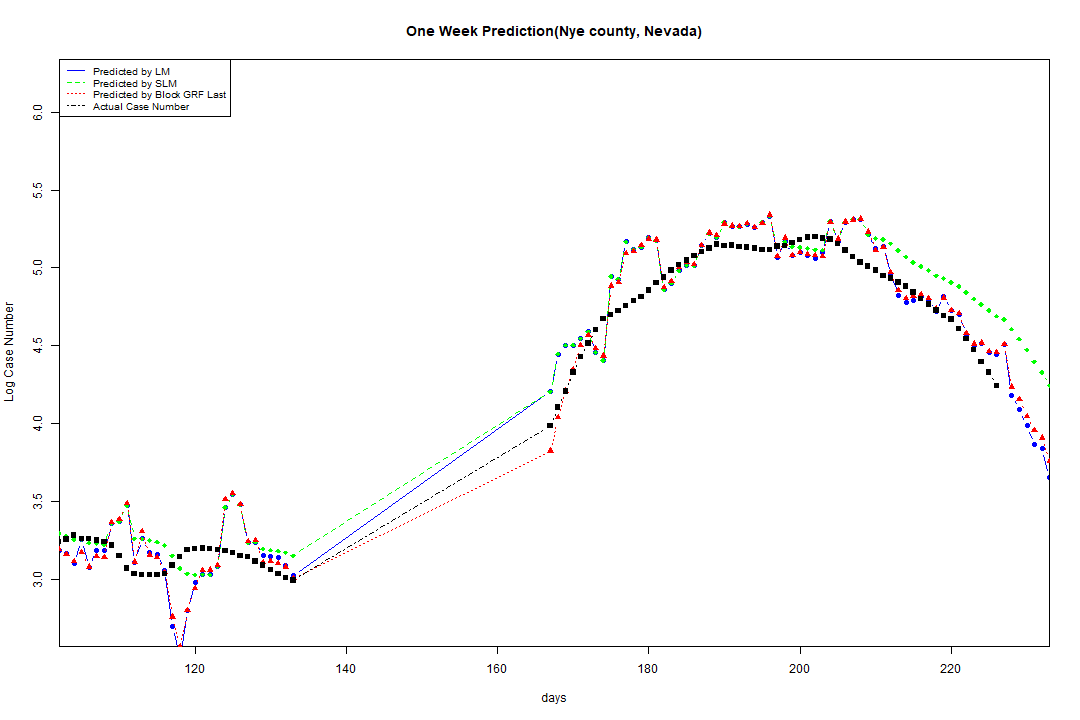 One Week Prediction(Nye county, Nevada)
Predicted by LM
Predicted by SLM
Predicted by Block GRF Last
Actual Case Number
6.0
5.5
5.0
4.5
4.0
3.5
3.0
Log Case Number
120 140 160 180 200 220
days